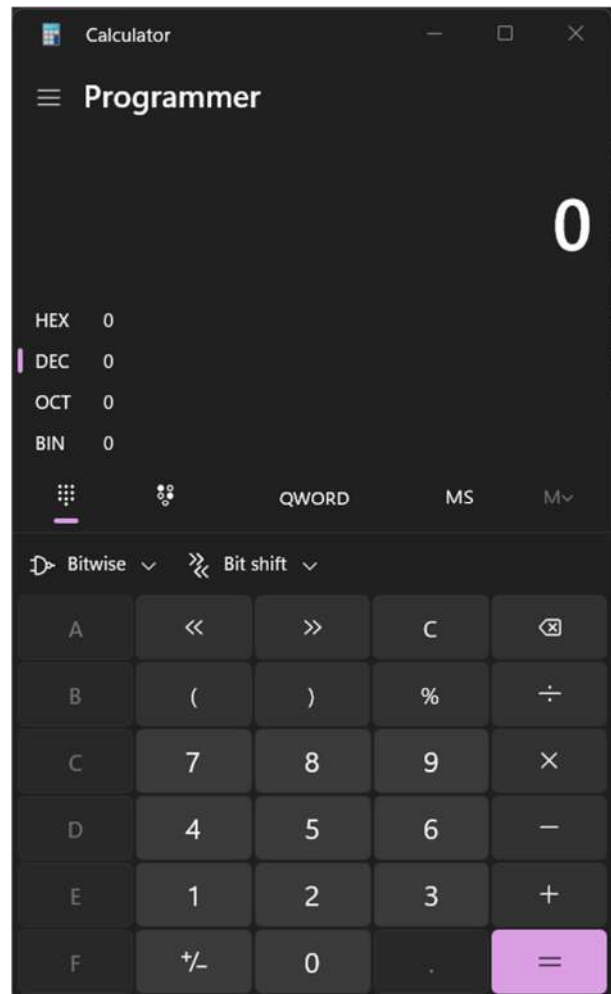 Calculator
Programmer
0
HEX 0
DEC 0
OCT 0
BIN 0
QWORD MS M
Bitwise Bit shift
A « » C
B ( ) % ÷
C 7 8 9 ×
D 4 5 6 −
E 1 2 3 +
F +/− 0 . =